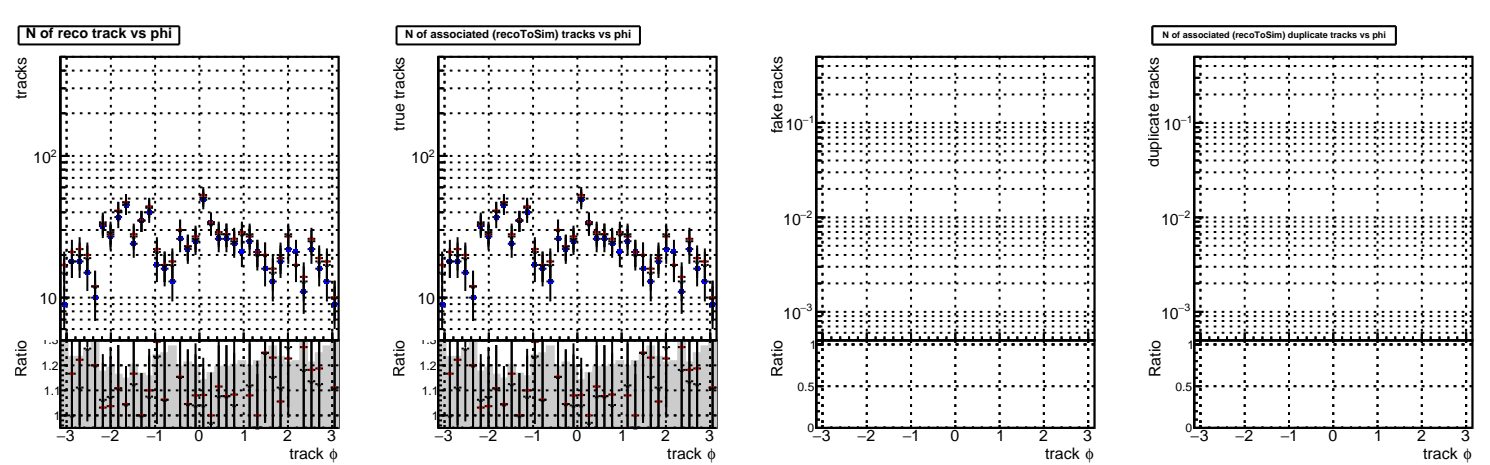 N of reco track vs phi
tracks
10²
10
Ratio
1.3
1.2
1.1
1
−3 −2 −1 0 1 2 3
track ϕ
N of associated (recoToSim) tracks vs phi
true tracks
10²
10
Ratio
1.3
1.2
1.1
1
−3 −2 −1 0 1 2 3
track ϕ
fake tracks
10⁻¹
10⁻²
10⁻³
Ratio
1
0.5
0
−3 −2 −1 0 1 2 3
track ϕ
N of associated (recoToSim) duplicate tracks vs phi
duplicate tracks
10⁻¹
10⁻²
10⁻³
Ratio
1
0.5
0
−3 −2 −1 0 1 2 3
track ϕ